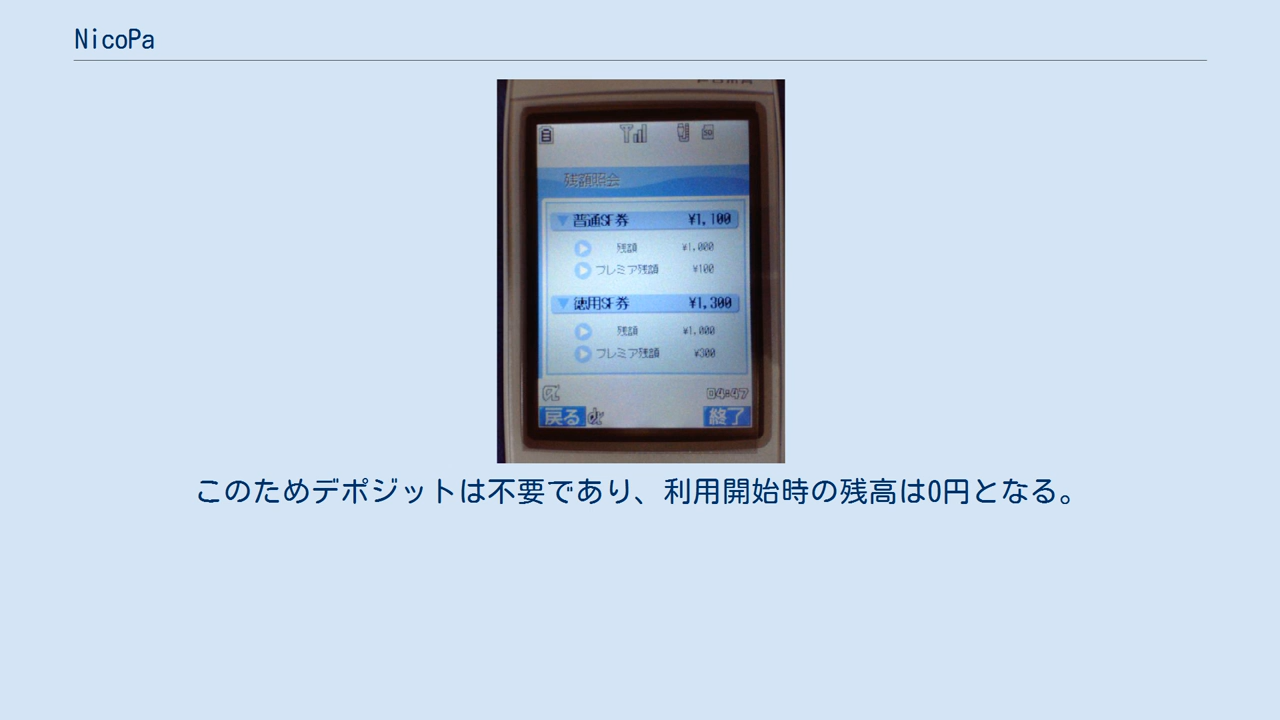 NicoPa
残額照会
普通SF券 ¥1,100
残額 ¥1,000
プレミア残額 ¥100
徳用SF券 ¥1,300
残額 ¥1,000
プレミア残額 ¥300
04:47
戻る 終了
このためデポジットは不要であり、利用開始時の残高は0円となる。